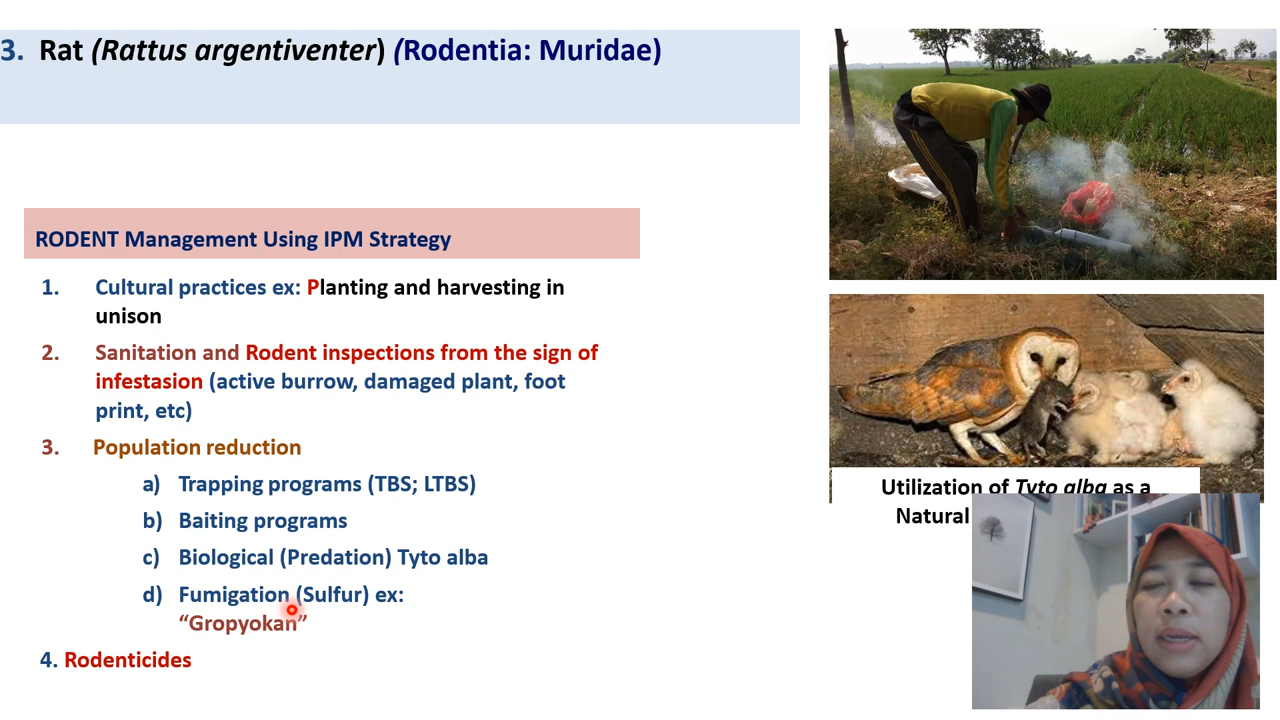 3. Rat (Rattus argentiventer) (Rodentia: Muridae)
RODENT Management Using IPM Strategy
1. Cultural practices ex: Planting and harvesting in
unison
2. Sanitation and Rodent inspections from the sign of
infestasion (active burrow, damaged plant, foot
print, etc)
3. Population reduction
a) Trapping programs (TBS; LTBS)
b) Baiting programs
c) Biological (Predation) Tyto alba
d) Fumigation (Sulfur) ex:
“Gropyokan”
4. Rodenticides
Utilization of Tyto alba as a
Natural